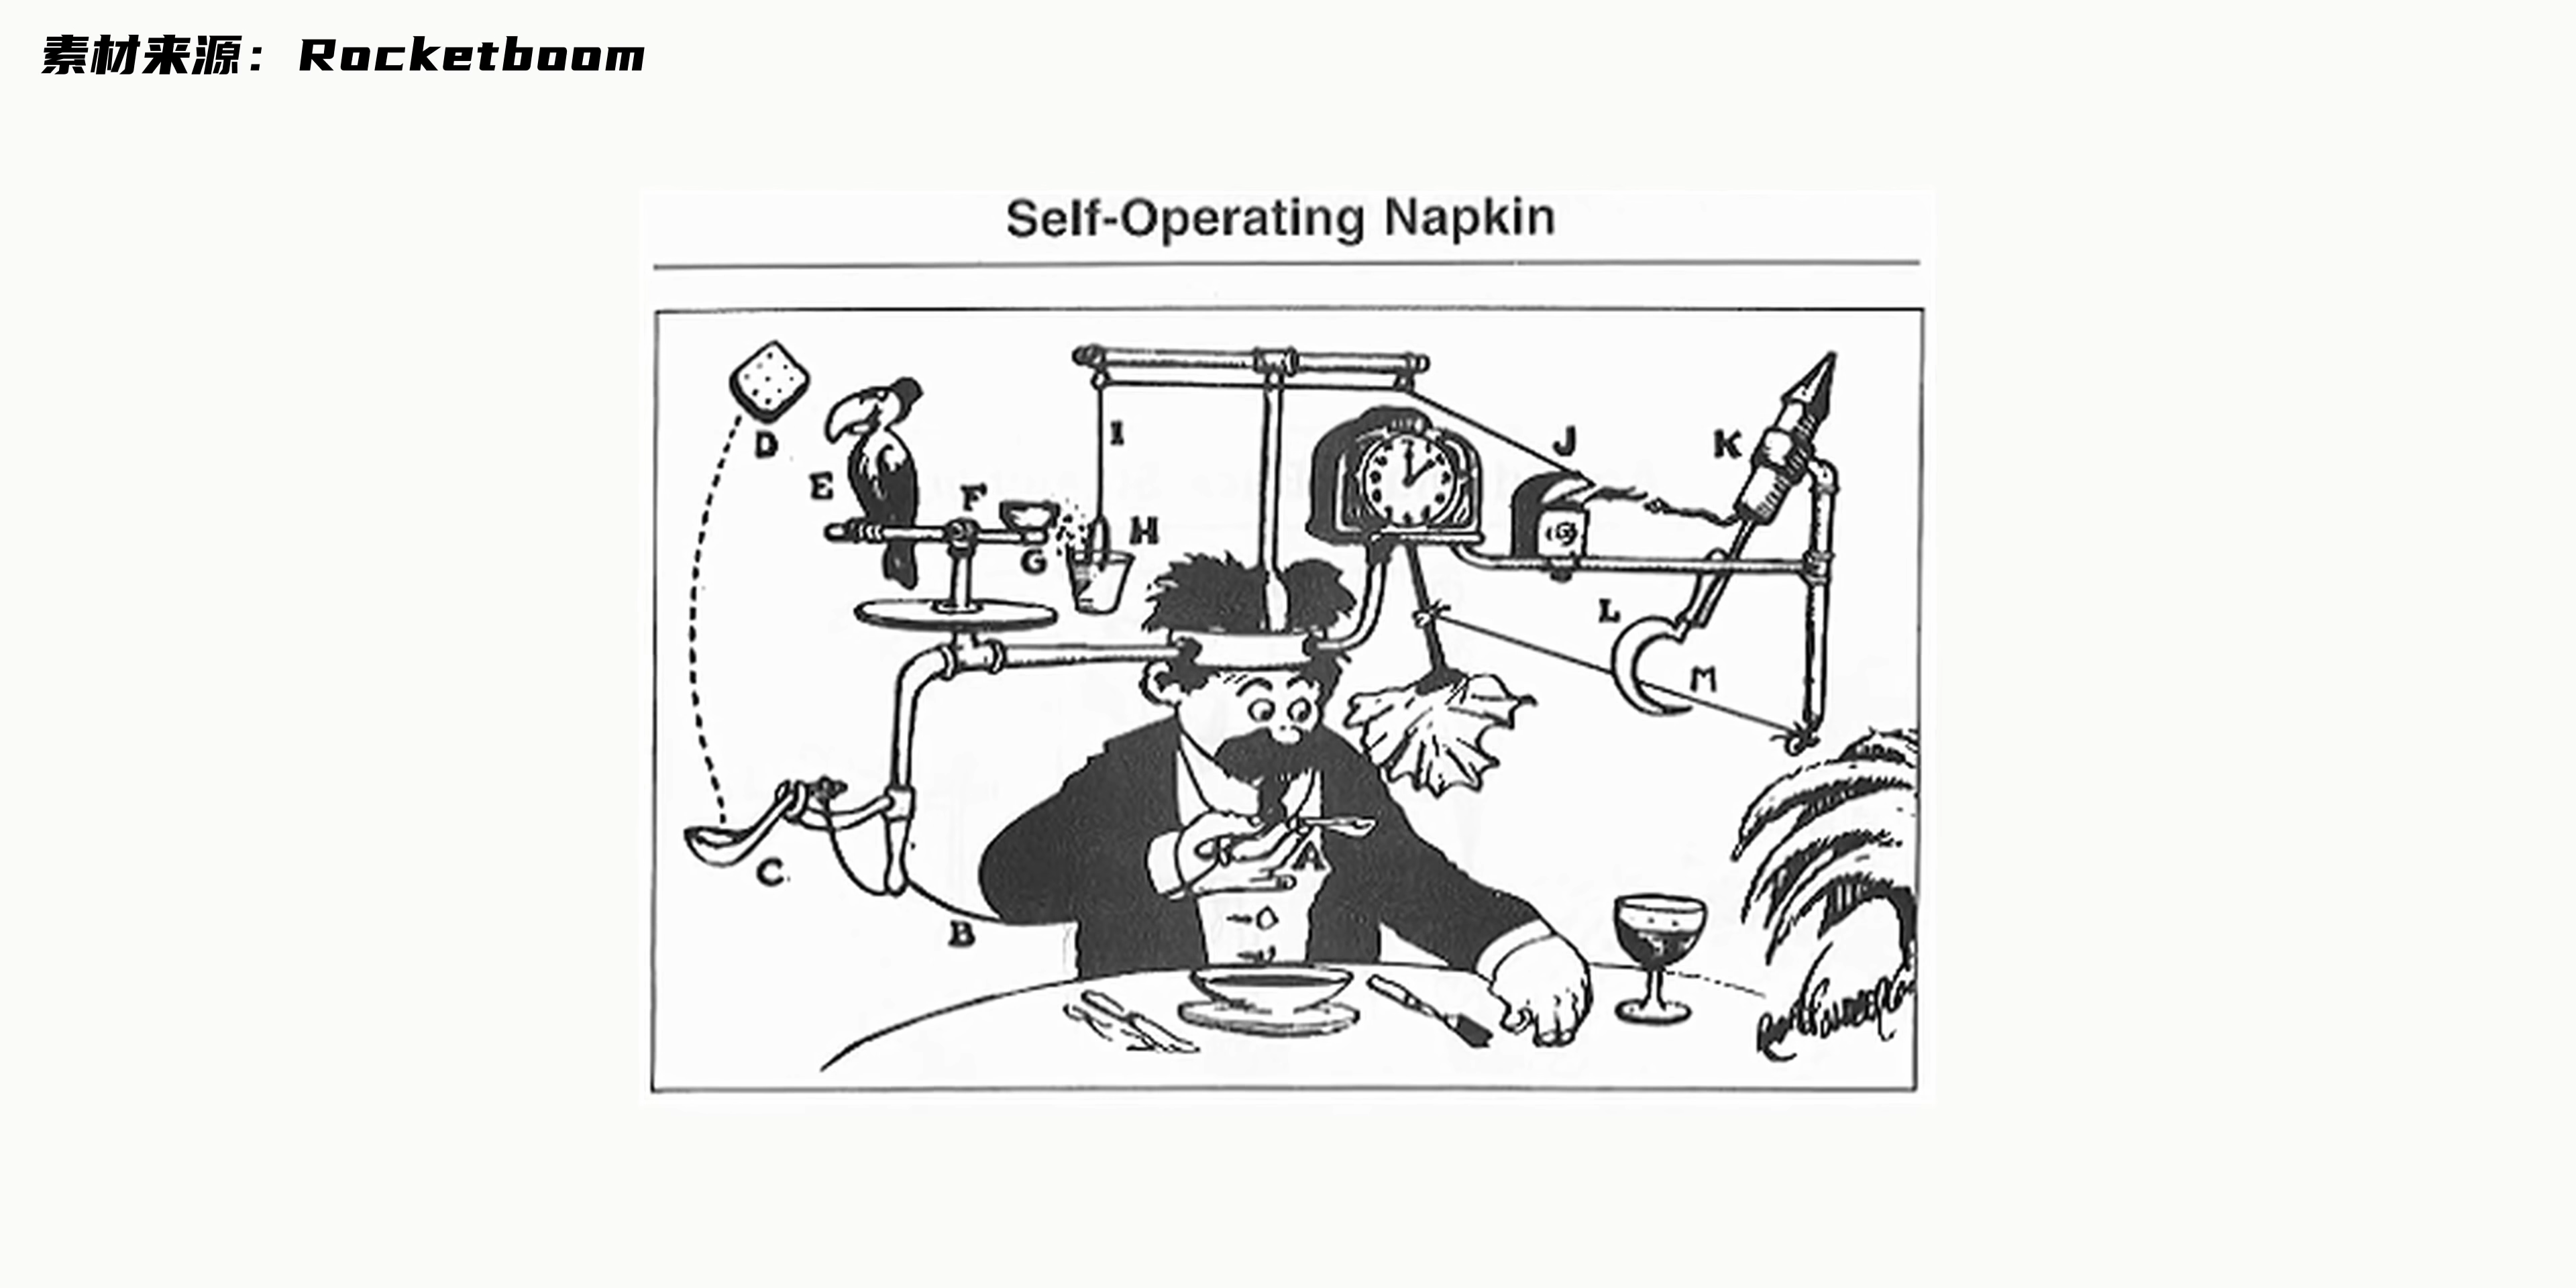 素材来源：Rocketboom
Self-Operating Napkin
D
E
F
G
H
I
J
K
L
M
C.
B
A